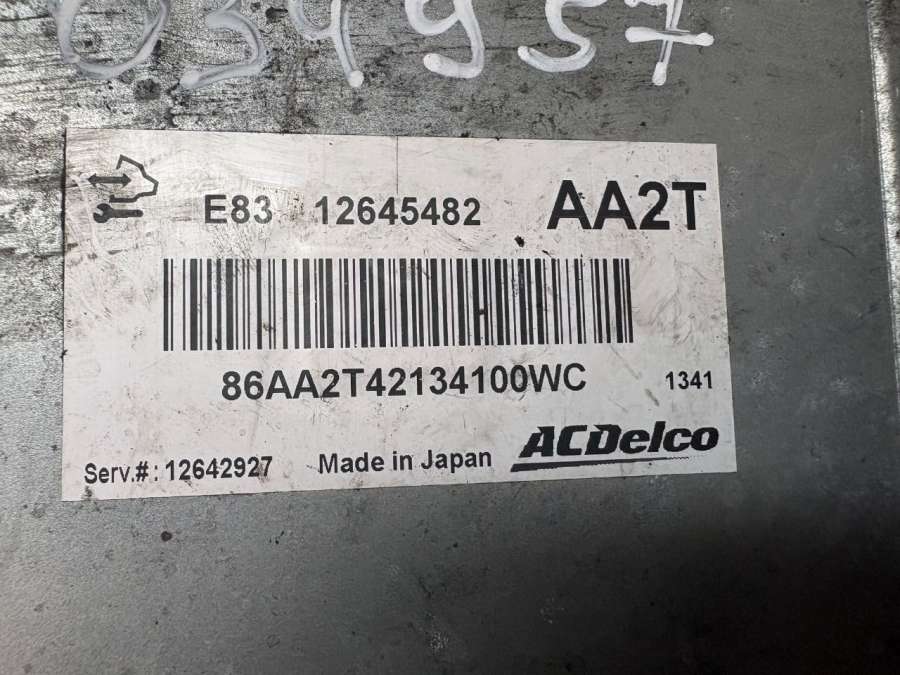 034957
E83 12645482 AA2T
86AA2T42134100WC 1341
Serv.#: 12642927 Made in Japan ACDelco